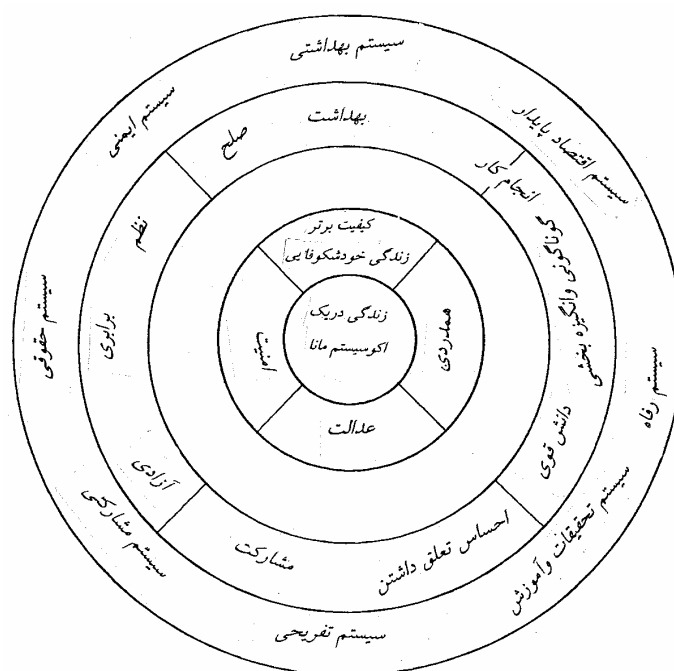 سیستم بهداشتی
سیستم اقتصاد پایدار
سیستم رفاه
سیستم تحقیقات و آموزش
سیستم تفریحی
سیستم مشارکتی
سیستم حقوقی
سیستم ایمنی
بهداشت
انجام کار
گوناگونی وانگیزه بخشی
دانش قوی
احساس تعلق داشتن
مشارکت
آزادی
برابری
نظم
صلح
کیفیت برتر
زندگی خودشکوفایی
همدردی
عدالت
امنیت
زندگی دریک
اکوسیستم مانا